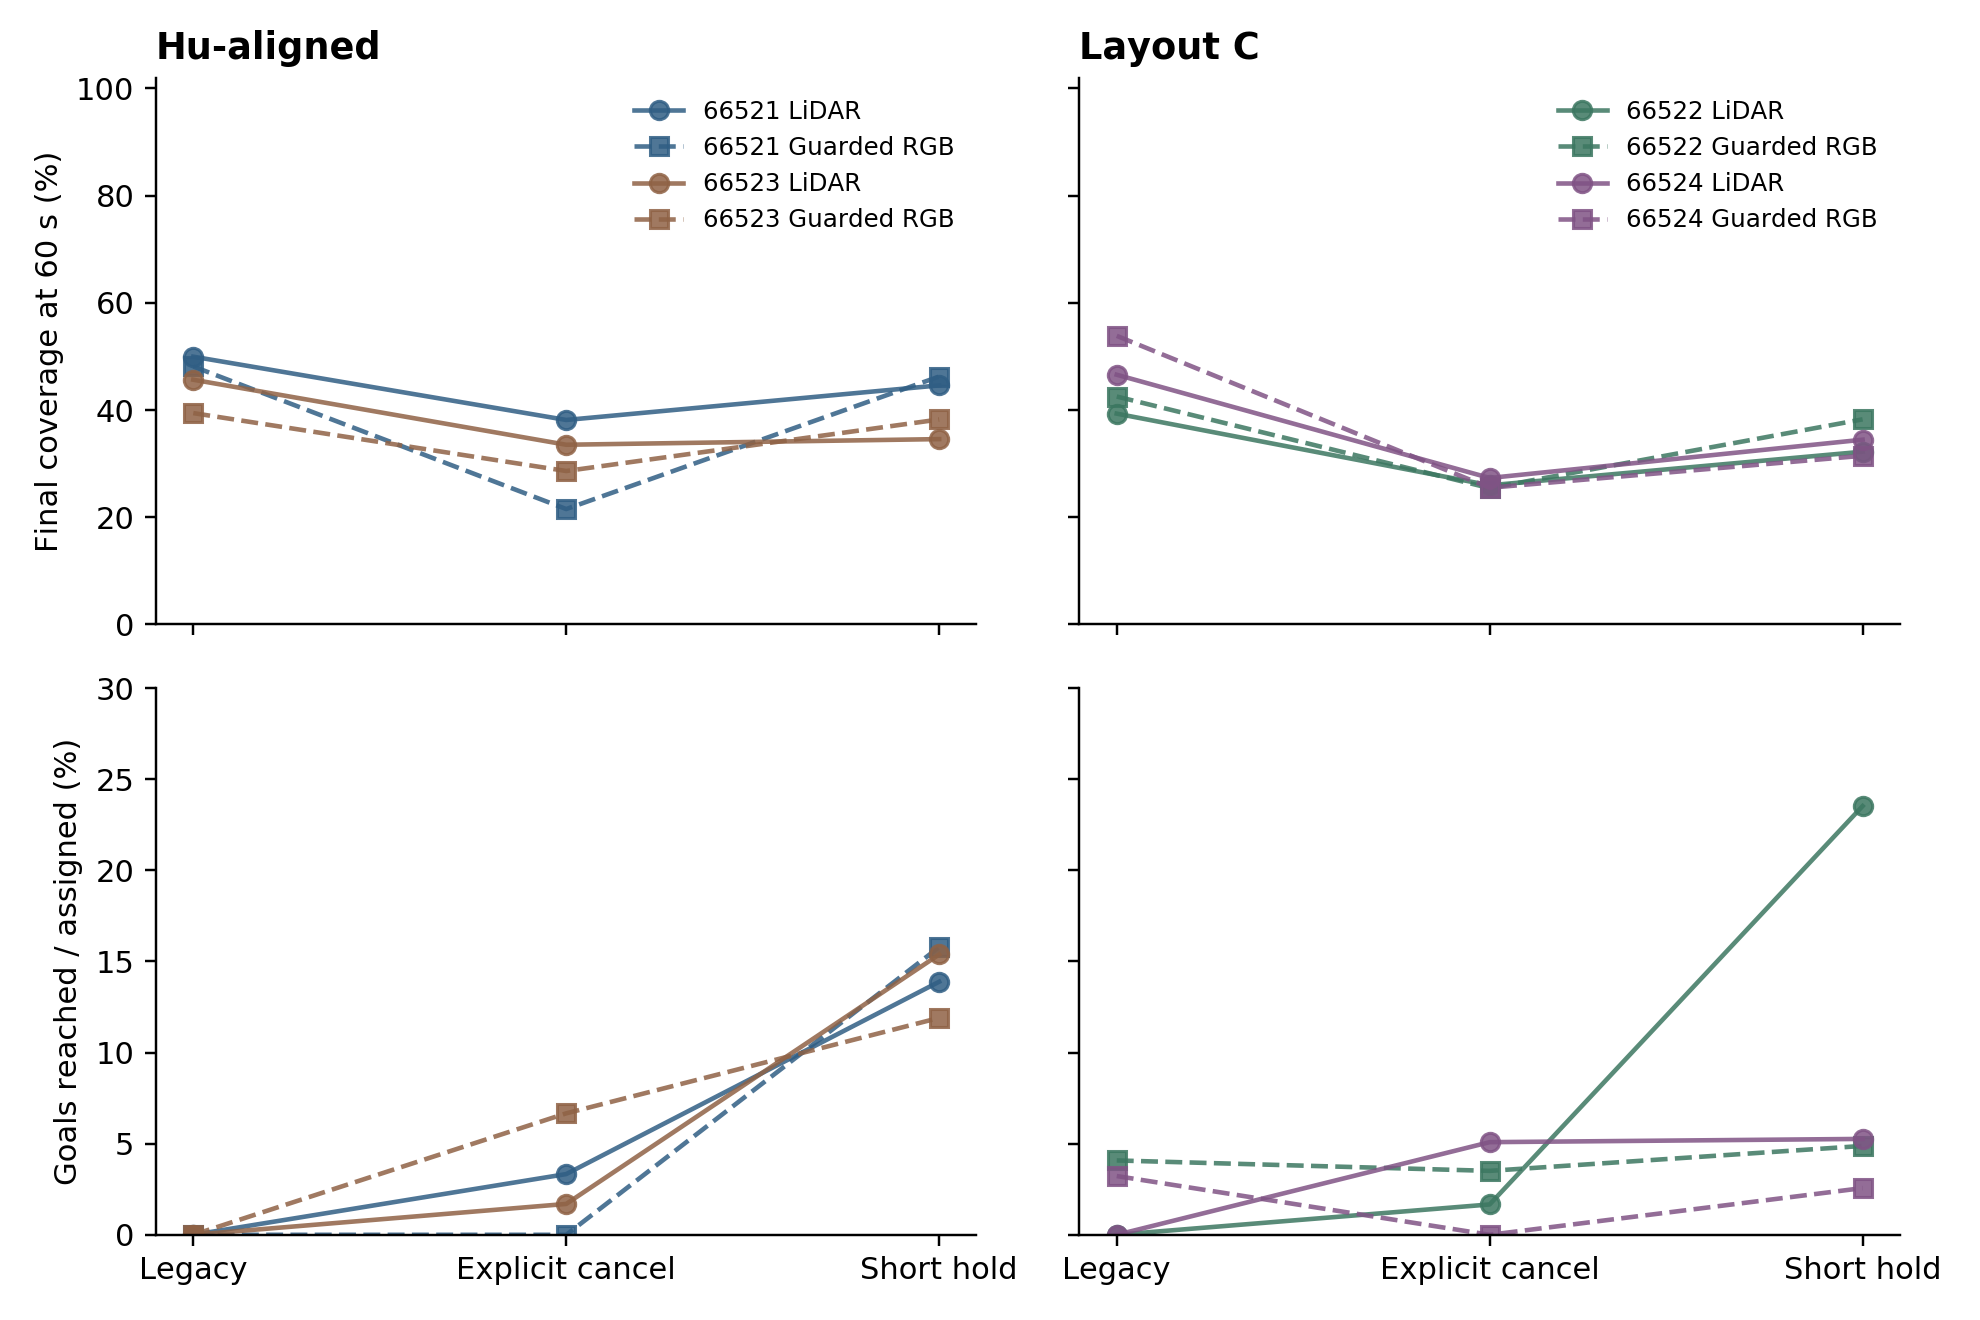 Hu-aligned
Layout C
Final coverage at 60 s (%)
100
80
60
40
20
0
66521 LiDAR
66521 Guarded RGB
66523 LiDAR
66523 Guarded RGB
66522 LiDAR
66522 Guarded RGB
66524 LiDAR
66524 Guarded RGB
Goals reached / assigned (%)
30
25
20
15
10
5
0
Legacy
Explicit cancel
Short hold
Legacy
Explicit cancel
Short hold